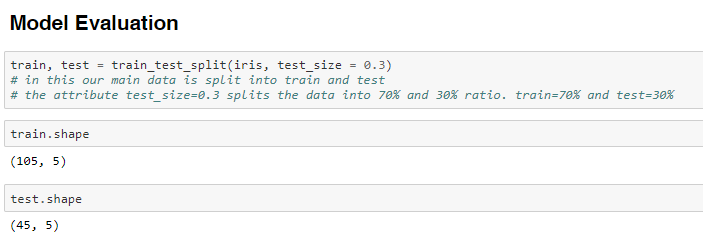 Model Evaluation
train, test = train_test_split(iris, test_size = 0.3)
# in this our main data is split into train and test
# the attribute test_size=0.3 splits the data into 70% and 30% ratio. train=70% and test=30%
train.shape
(105, 5)
test.shape
(45, 5)